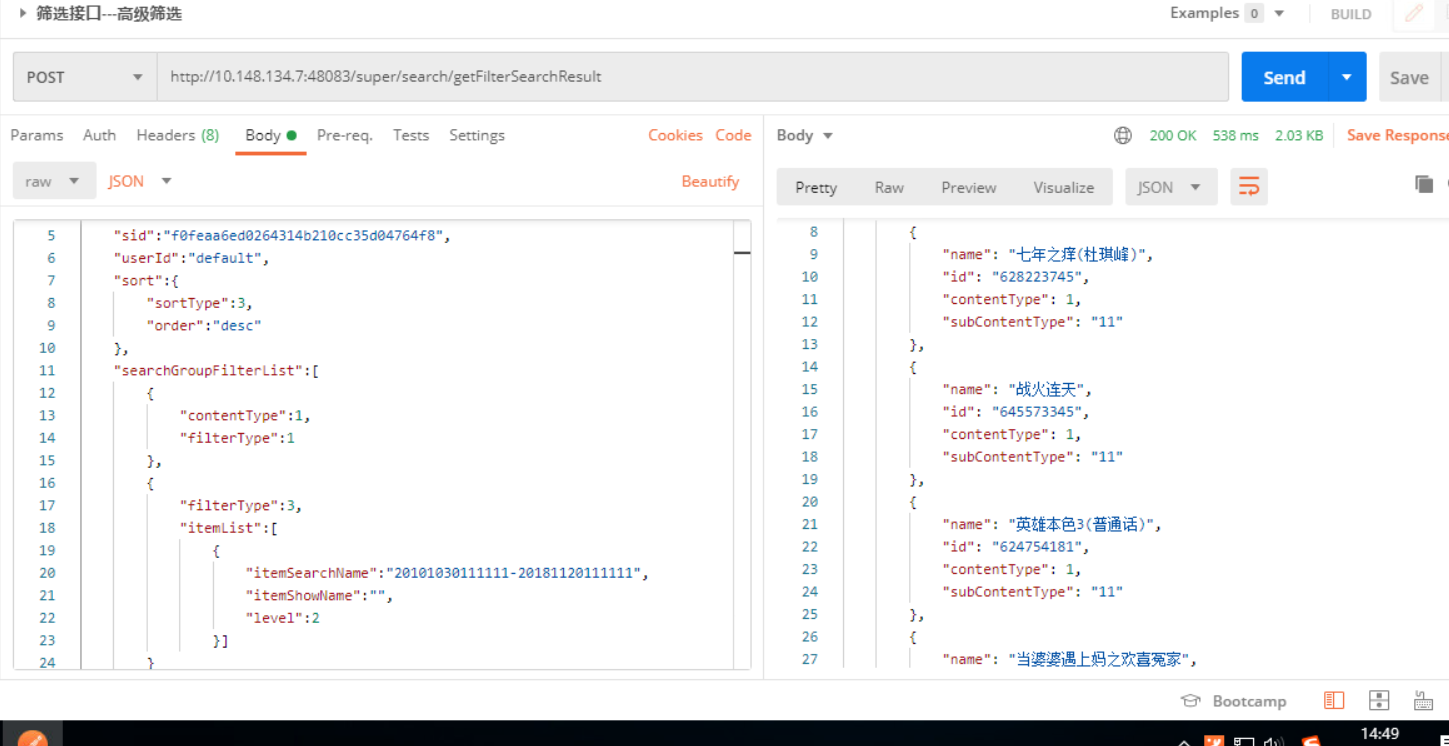 筛选接口---高级筛选
Examples 0
BUILD
POST
http://10.148.134.7:48083/super/search/getFilterSearchResult
Send
Save
Params Auth Headers (8) Body Pre-req. Tests Settings
Cookies Code
raw JSON
Beautify
5 "sid":"f0feaa6ed0264314b210cc35d04764f8",
6 "userId":"default",
7 "sort":{
8 "sortType":3,
9 "order":"desc"
10 },
11 "searchGroupFilterList":[
12 {
13 "contentType":1,
14 "filterType":1
15 },
16 {
17 "filterType":3,
18 "itemList":[
19 {
20 "itemSearchName":"20101030111111-20181120111111",
21 "itemShowName":"",
22 "level":2
23 }]
24 }
Body
200 OK 538 ms 2.03 KB Save Response
Pretty Raw Preview Visualize JSON
8 {
9 "name": "七年之痒(杜琪峰)",
10 "id": "628223745",
11 "contentType": 1,
12 "subContentType": "11"
13 },
14 {
15 "name": "战火连天",
16 "id": "645573345",
17 "contentType": 1,
18 "subContentType": "11"
19 },
20 {
21 "name": "英雄本色3(普通话)",
22 "id": "624754181",
23 "contentType": 1,
24 "subContentType": "11"
25 },
26 {
27 "name": "当婆婆遇上妈之欢喜冤家",
Bootcamp
14:49